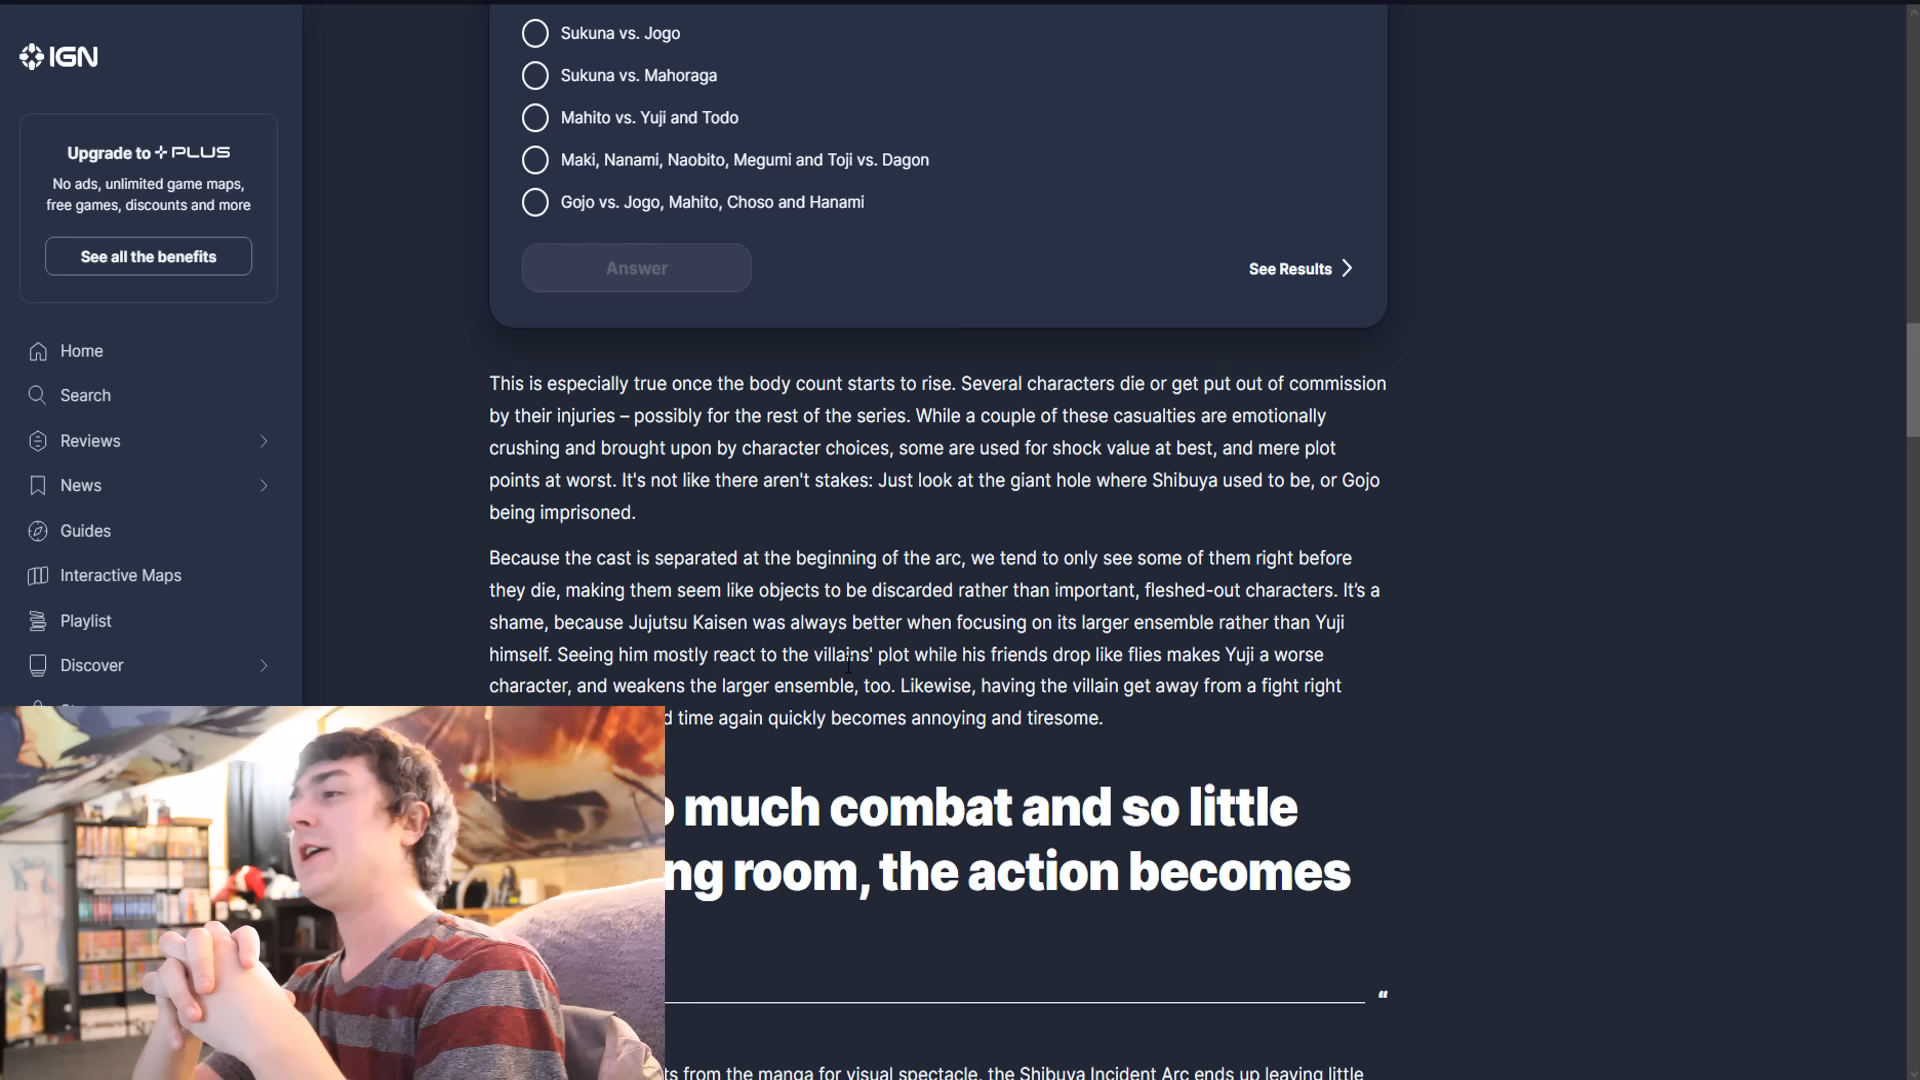 IGN
Upgrade to + PLUS
No ads, unlimited game maps,
free games, discounts and more
See all the benefits
Home
Search
Reviews
News
Guides
Interactive Maps
Playlist
Discover
Sukuna vs. Jogo
Sukuna vs. Mahoraga
Mahito vs. Yuji and Todo
Maki, Nanami, Naobito, Megumi and Toji vs. Dagon
Gojo vs. Jogo, Mahito, Choso and Hanami
Answer
See Results
This is especially true once the body count starts to rise. Several characters die or get put out of commission
by their injuries – possibly for the rest of the series. While a couple of these casualties are emotionally
crushing and brought upon by character choices, some are used for shock value at best, and mere plot
points at worst. It's not like there aren't stakes: Just look at the giant hole where Shibuya used to be, or Gojo
being imprisoned.
Because the cast is separated at the beginning of the arc, we tend to only see some of them right before
they die, making them seem like objects to be discarded rather than important, fleshed-out characters. It’s a
shame, because Jujutsu Kaisen was always better when focusing on its larger ensemble rather than Yuji
himself. Seeing him mostly react to the villains' plot while his friends drop like flies makes Yuji a worse
character, and weakens the larger ensemble, too. Likewise, having the villain get away from a fight right
d time again quickly becomes annoying and tiresome.
much combat and so little
ng room, the action becomes
“
ts from the manga for visual spectacle, the Shibuya Incident Arc ends up leaving little